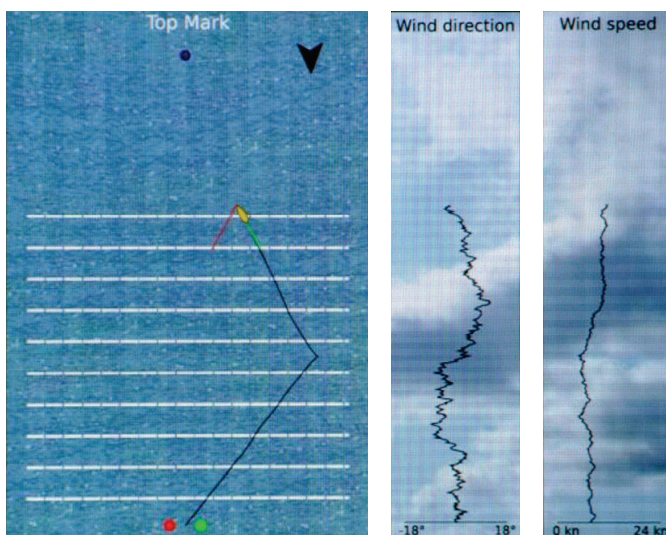 Top Mark
Wind direction
Wind speed
-18°
18°
0 kn
24 kn